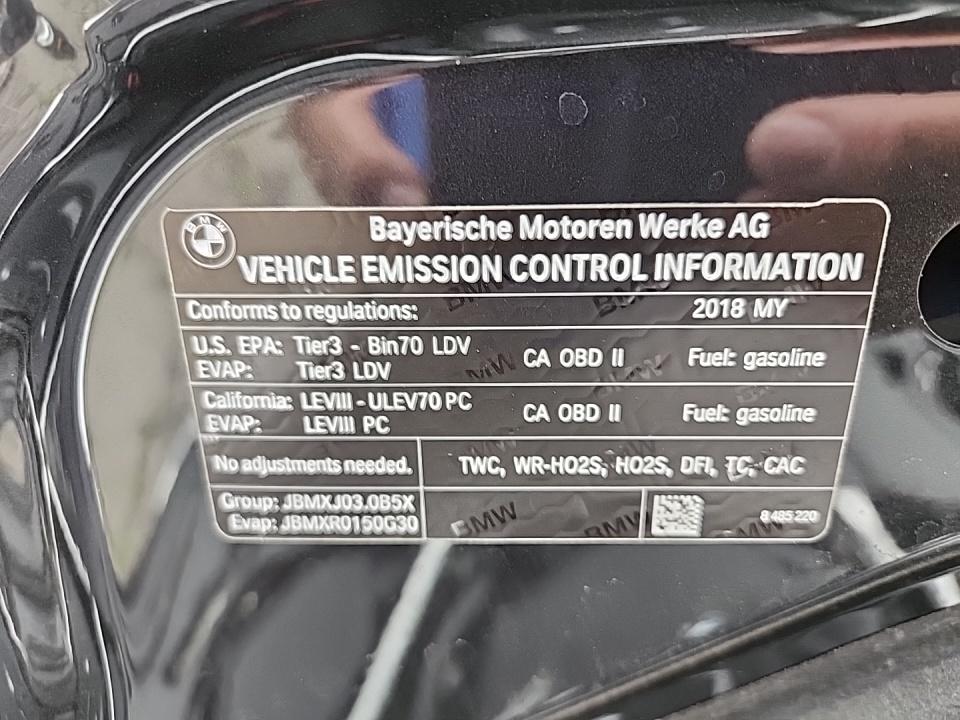 BMW
Bayerische Motoren Werke AG
VEHICLE EMISSION CONTROL INFORMATION
Conforms to regulations: 2018 MY
U.S. EPA: Tier3 - Bin70 LDV CA OBD II Fuel: gasoline
EVAP: Tier3 LDV
California: LEVIII - ULEV70 PC CA OBD II Fuel: gasoline
EVAP: LEVIII PC
No adjustments needed. TWC, WR-HO2S, HO2S, DFI, TC, CAC
Group: JBMXJ03.0B5X
Evap: JBMXR0150G30
8 485 220